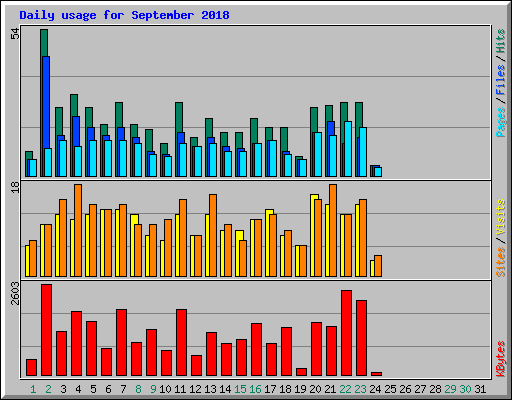 Daily usage for September 2018
54
Pages / Files / Hits
18
Sites / Visits
2603
KBytes
1 2 3 4 5 6 7 8 9 10 11 12 13 14 15 16 17 18 19 20 21 22 23 24 25 26 27 28 29 30 31